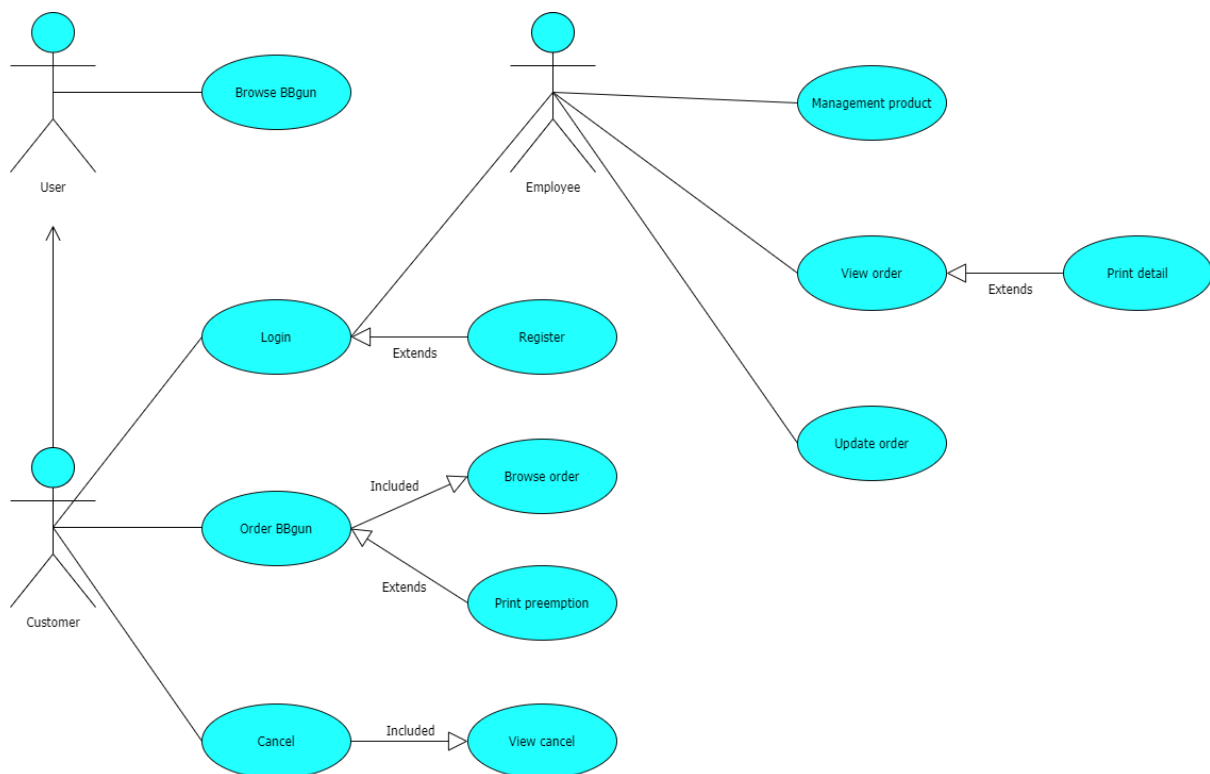 Browse BBgun
Management product
User
Employee
View order
Print detail
Extends
Login
Register
Extends
Browse order
Update order
Included
Order BBgun
Extends
Print preemption
Customer
Cancel
Included
View cancel